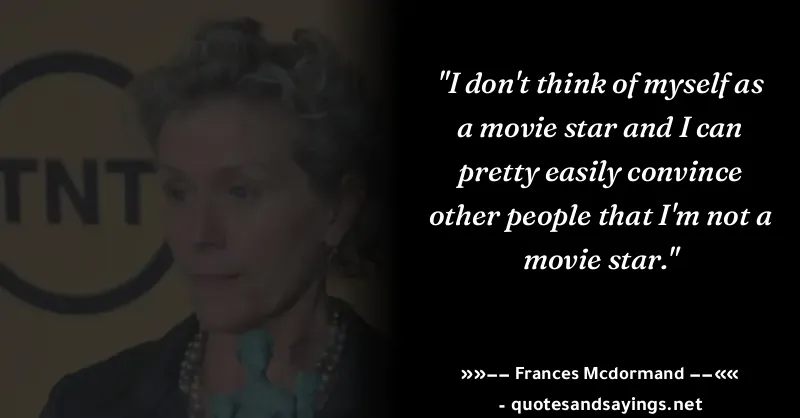 TNT
"I don't think of myself as
a movie star and I can
pretty easily convince
other people that I'm not a
movie star."
»»–– Frances Mcdormand ––««
- quotesandsayings.net